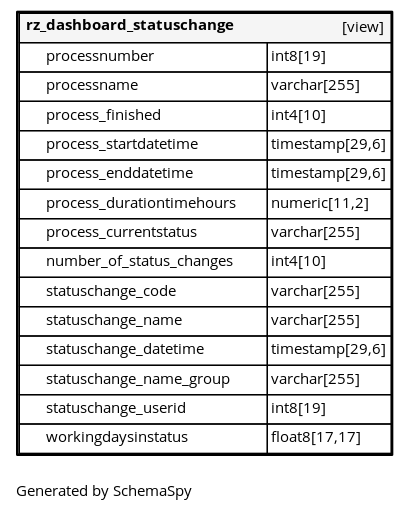 rz_dashboard_statuschange [view]
processnumber int8[19]
processname varchar[255]
process_finished int4[10]
process_startdatetime timestamp[29,6]
process_enddatetime timestamp[29,6]
process_durationtimehours numeric[11,2]
process_currentstatus varchar[255]
number_of_status_changes int4[10]
statuschange_code varchar[255]
statuschange_name varchar[255]
statuschange_datetime timestamp[29,6]
statuschange_name_group varchar[255]
statuschange_userid int8[19]
workingdaysinstatus float8[17,17]
Generated by SchemaSpy